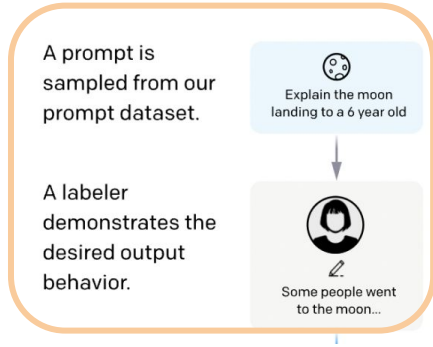 A prompt is
sampled from our
prompt dataset.
Explain the moon
landing to a 6 year old
A labeler
demonstrates the
desired output
behavior.
Some people went
to the moon...